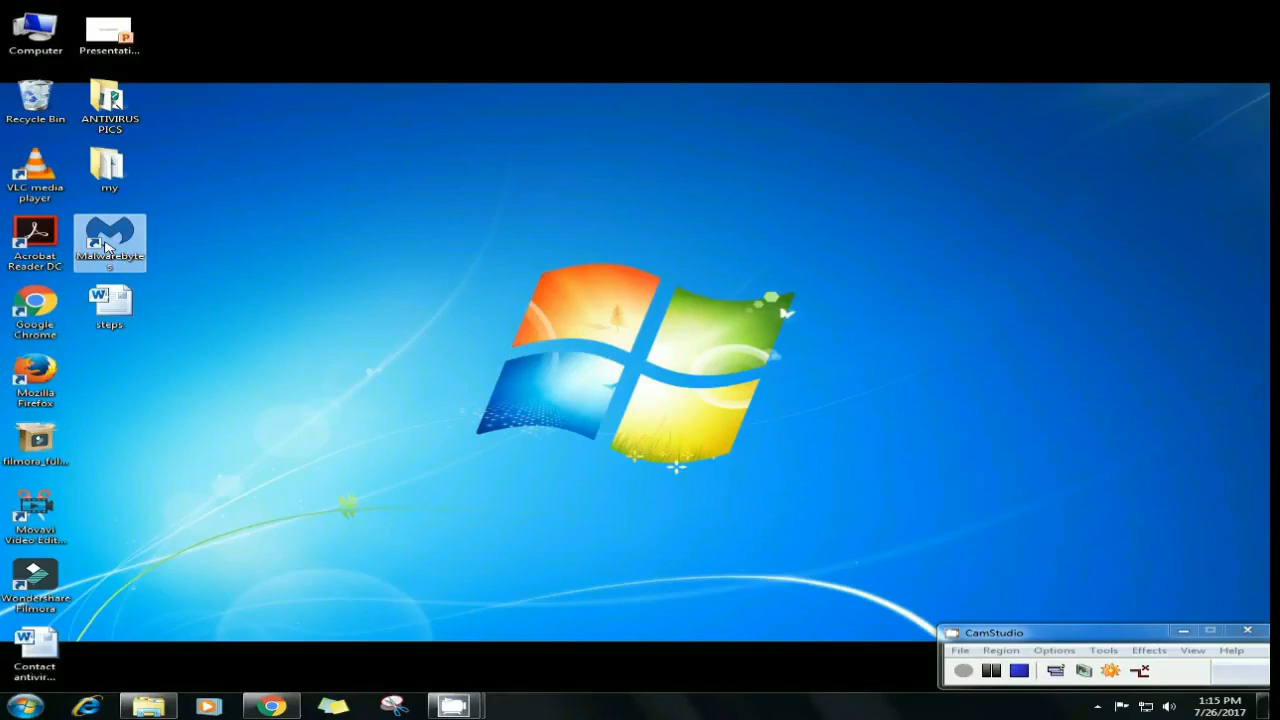 Computer
Presentati...
Recycle Bin
ANTIVIRUS
PICS
VLC media
player
my
Acrobat
Reader DC
Malwarebyte
s
Google
Chrome
steps
Mozilla
Firefox
filmora_full...
Movavi
Video Edit...
Wondershare
Filmora
Contact
antivir...
CamStudio
File Region Options Tools Effects View Help
1:15 PM
7/26/2017